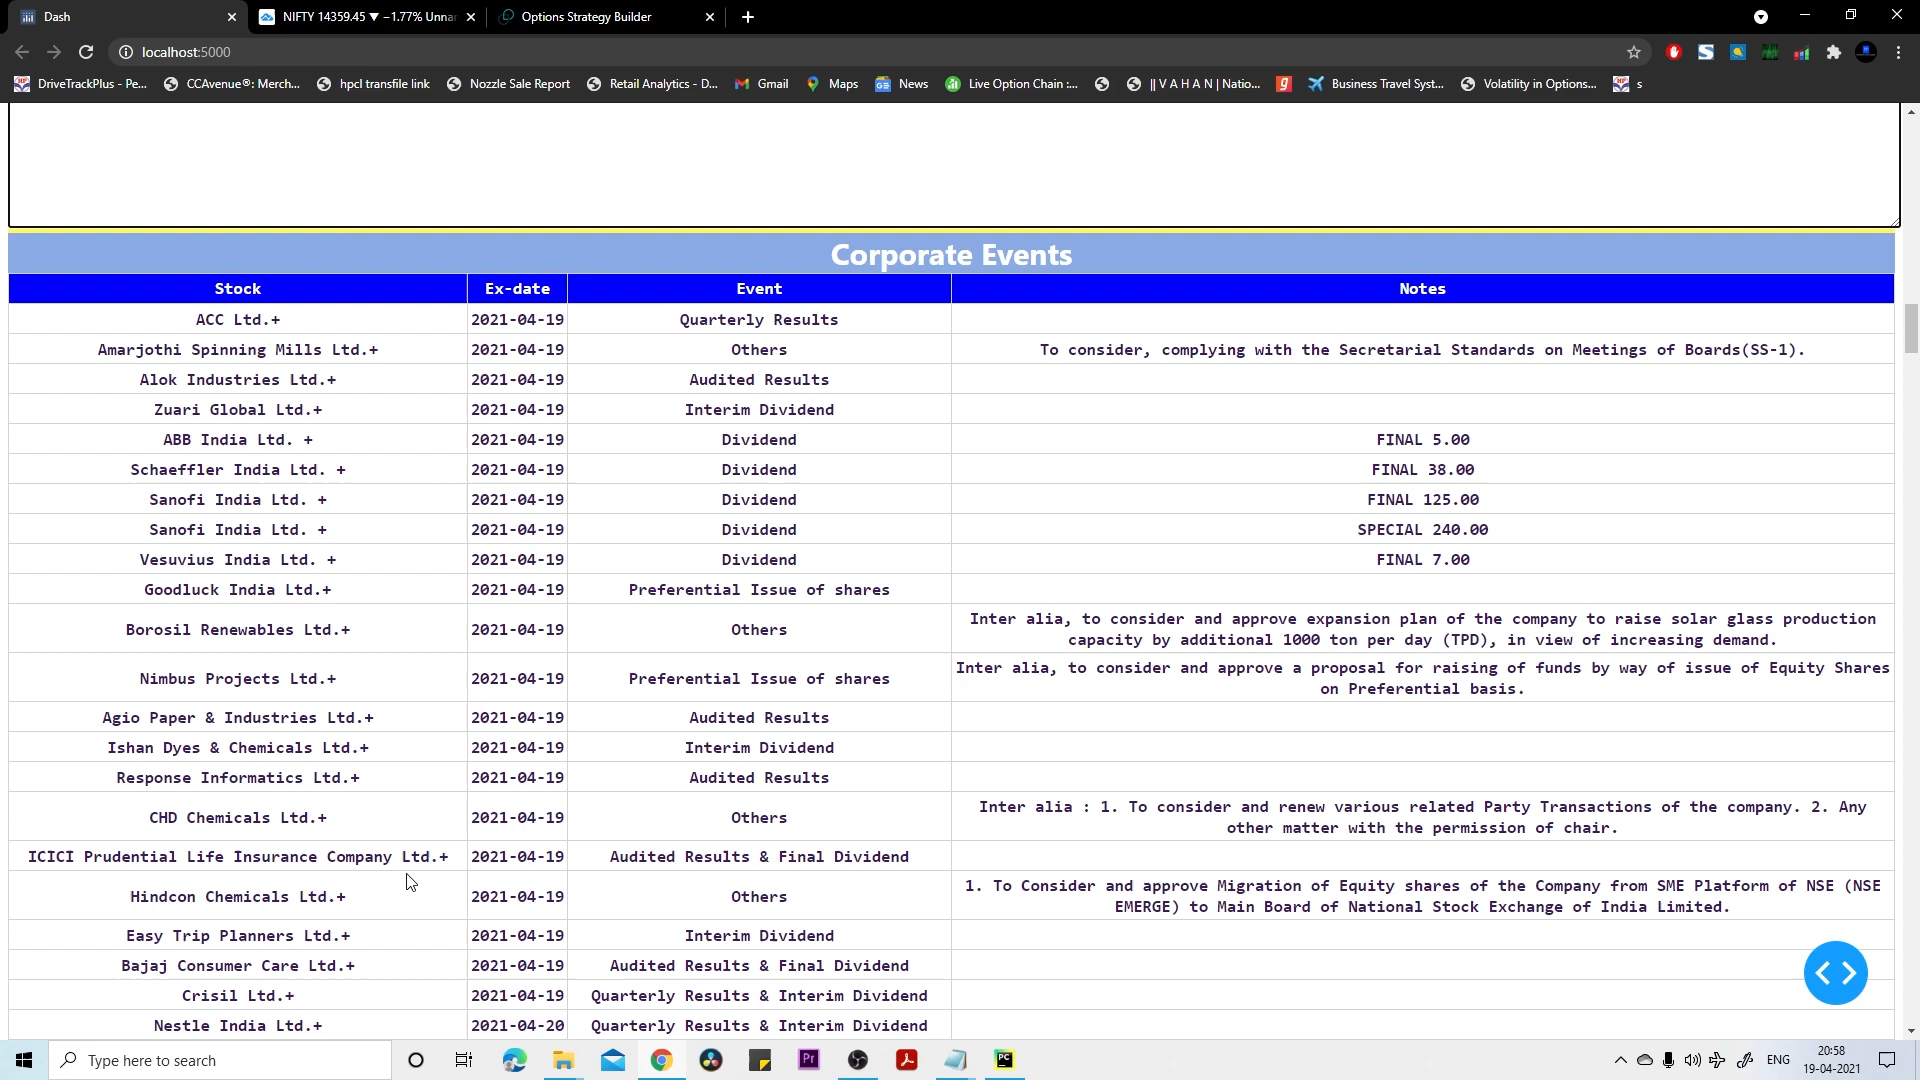 Dash
NIFTY 14359.45 ▼ −1.77% Unnar
Options Strategy Builder
localhost:5000
DriveTrackPlus - Pe...
CCAvenue®: Merch...
hpcl transfile link
Nozzle Sale Report
Retail Analytics - D...
Gmail
Maps
News
Live Option Chain :...
|| V A H A N | Natio...
Business Travel Syst...
Volatility in Options...
s
Corporate Events
Stock Ex-date Event Notes
ACC Ltd.+ 2021-04-19 Quarterly Results
Amarjothi Spinning Mills Ltd.+ 2021-04-19 Others To consider, complying with the Secretarial Standards on Meetings of Boards(SS-1).
Alok Industries Ltd.+ 2021-04-19 Audited Results
Zuari Global Ltd.+ 2021-04-19 Interim Dividend
ABB India Ltd. + 2021-04-19 Dividend FINAL 5.00
Schaeffler India Ltd. + 2021-04-19 Dividend FINAL 38.00
Sanofi India Ltd. + 2021-04-19 Dividend FINAL 125.00
Sanofi India Ltd. + 2021-04-19 Dividend SPECIAL 240.00
Vesuvius India Ltd. + 2021-04-19 Dividend FINAL 7.00
Goodluck India Ltd.+ 2021-04-19 Preferential Issue of shares
Borosil Renewables Ltd.+ 2021-04-19 Others Inter alia, to consider and approve expansion plan of the company to raise solar glass production
capacity by additional 1000 ton per day (TPD), in view of increasing demand.
Nimbus Projects Ltd.+ 2021-04-19 Preferential Issue of shares Inter alia, to consider and approve a proposal for raising of funds by way of issue of Equity Shares
on Preferential basis.
Agio Paper & Industries Ltd.+ 2021-04-19 Audited Results
Ishan Dyes & Chemicals Ltd.+ 2021-04-19 Interim Dividend
Response Informatics Ltd.+ 2021-04-19 Audited Results
CHD Chemicals Ltd.+ 2021-04-19 Others Inter alia : 1. To consider and renew various related Party Transactions of the company. 2. Any
other matter with the permission of chair.
ICICI Prudential Life Insurance Company Ltd.+ 2021-04-19 Audited Results & Final Dividend
Hindcon Chemicals Ltd.+ 2021-04-19 Others 1. To Consider and approve Migration of Equity shares of the Company from SME Platform of NSE (NSE
EMERGE) to Main Board of National Stock Exchange of India Limited.
Easy Trip Planners Ltd.+ 2021-04-19 Interim Dividend
Bajaj Consumer Care Ltd.+ 2021-04-19 Audited Results & Final Dividend
Crisil Ltd.+ 2021-04-19 Quarterly Results & Interim Dividend
Nestle India Ltd.+ 2021-04-20 Quarterly Results & Interim Dividend
Type here to search
Pr
PC
ENG
20:58
19-04-2021